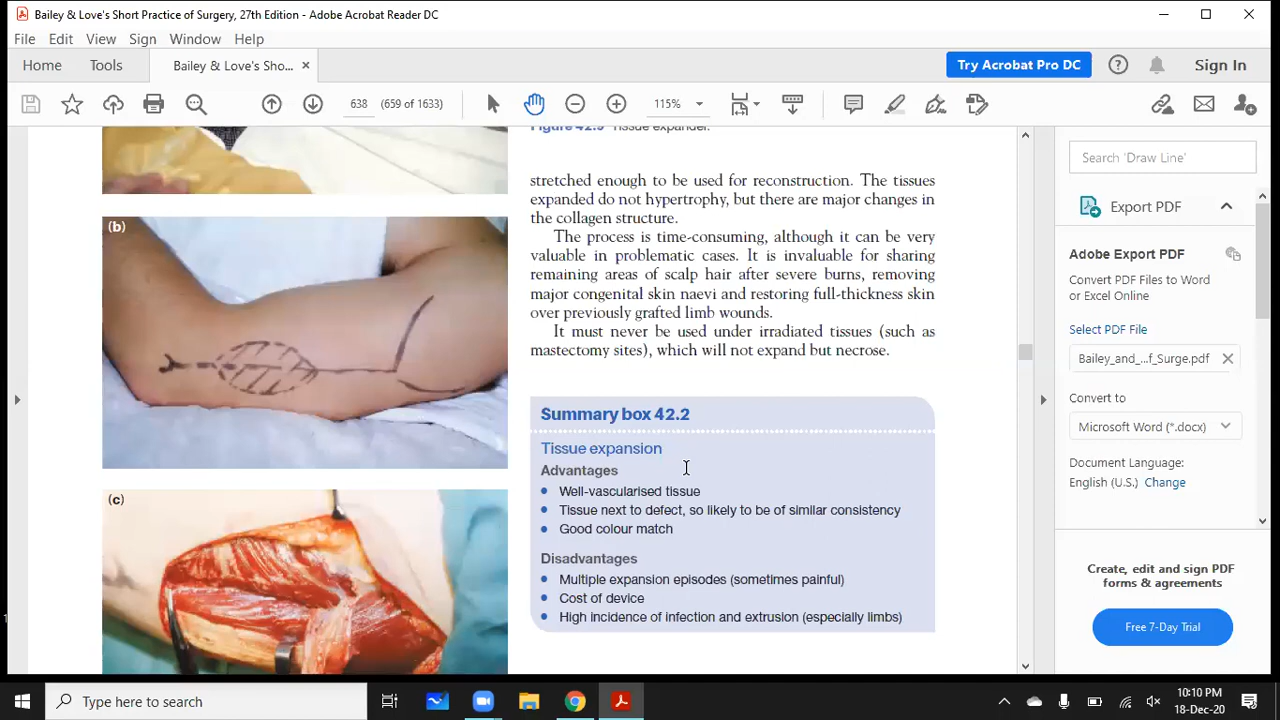 Bailey & Love's Short Practice of Surgery, 27th Edition - Adobe Acrobat Reader DC
File Edit View Sign Window Help
Home Tools Bailey & Love's Sho... × Try Acrobat Pro DC Sign In
638 (659 of 1633) 115%
Figure 42.9 Tissue expander.
(b)
stretched enough to be used for reconstruction. The tissues
expanded do not hypertrophy, but there are major changes in
the collagen structure.
The process is time-consuming, although it can be very
valuable in problematic cases. It is invaluable for sharing
remaining areas of scalp hair after severe burns, removing
major congenital skin naevi and restoring full-thickness skin
over previously grafted limb wounds.
It must never be used under irradiated tissues (such as
mastectomy sites), which will not expand but necrose.
Summary box 42.2
Tissue expansion
Advantages
• Well-vascularised tissue
• Tissue next to defect, so likely to be of similar consistency
• Good colour match
Disadvantages
• Multiple expansion episodes (sometimes painful)
• Cost of device
• High incidence of infection and extrusion (especially limbs)
(c)
Search 'Draw Line'
Export PDF
Adobe Export PDF
Convert PDF Files to Word
or Excel Online
Select PDF File
Bailey_and_...f_Surge.pdf
Convert to
Microsoft Word (*.docx)
Document Language:
English (U.S.) Change
Create, edit and sign PDF
forms & agreements
Free 7-Day Trial
Type here to search
10:10 PM
18-Dec-20